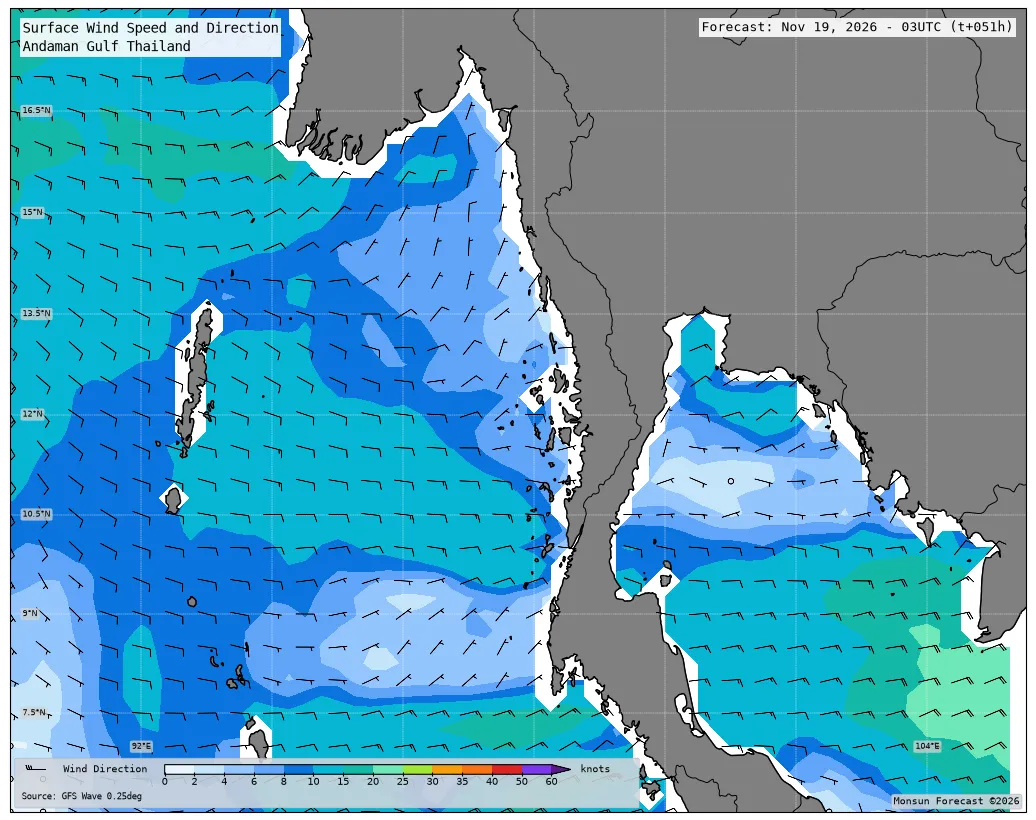 Surface Wind Speed and Direction
Andaman Gulf Thailand
Forecast: Nov 19, 2026 - 03UTC (t+051h)
16.5°N
15°N
13.5°N
12°N
10.5°N
9°N
7.5°N
92°E
104°E
Wind Direction
0 2 4 6 8 10 15 20 25 30 35 40 50 60
knots
Source: GFS Wave 0.25deg
Monsun Forecast ©2026